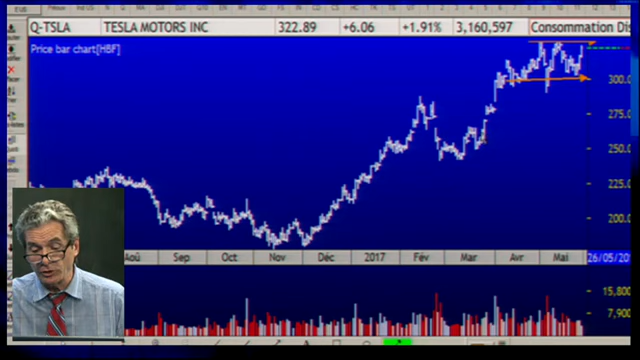 Q-TSLA TESLA MOTORS INC 322.89 +6.06 +1.91% 3,160,597 Consommation Dis
Price bar chart[HBF]
300.0
250.0
225.0
200.0
Aoû Sep Oct Nov Déc 2017 Fév Mar Avr Mai 26/05/20
15,800
7,900